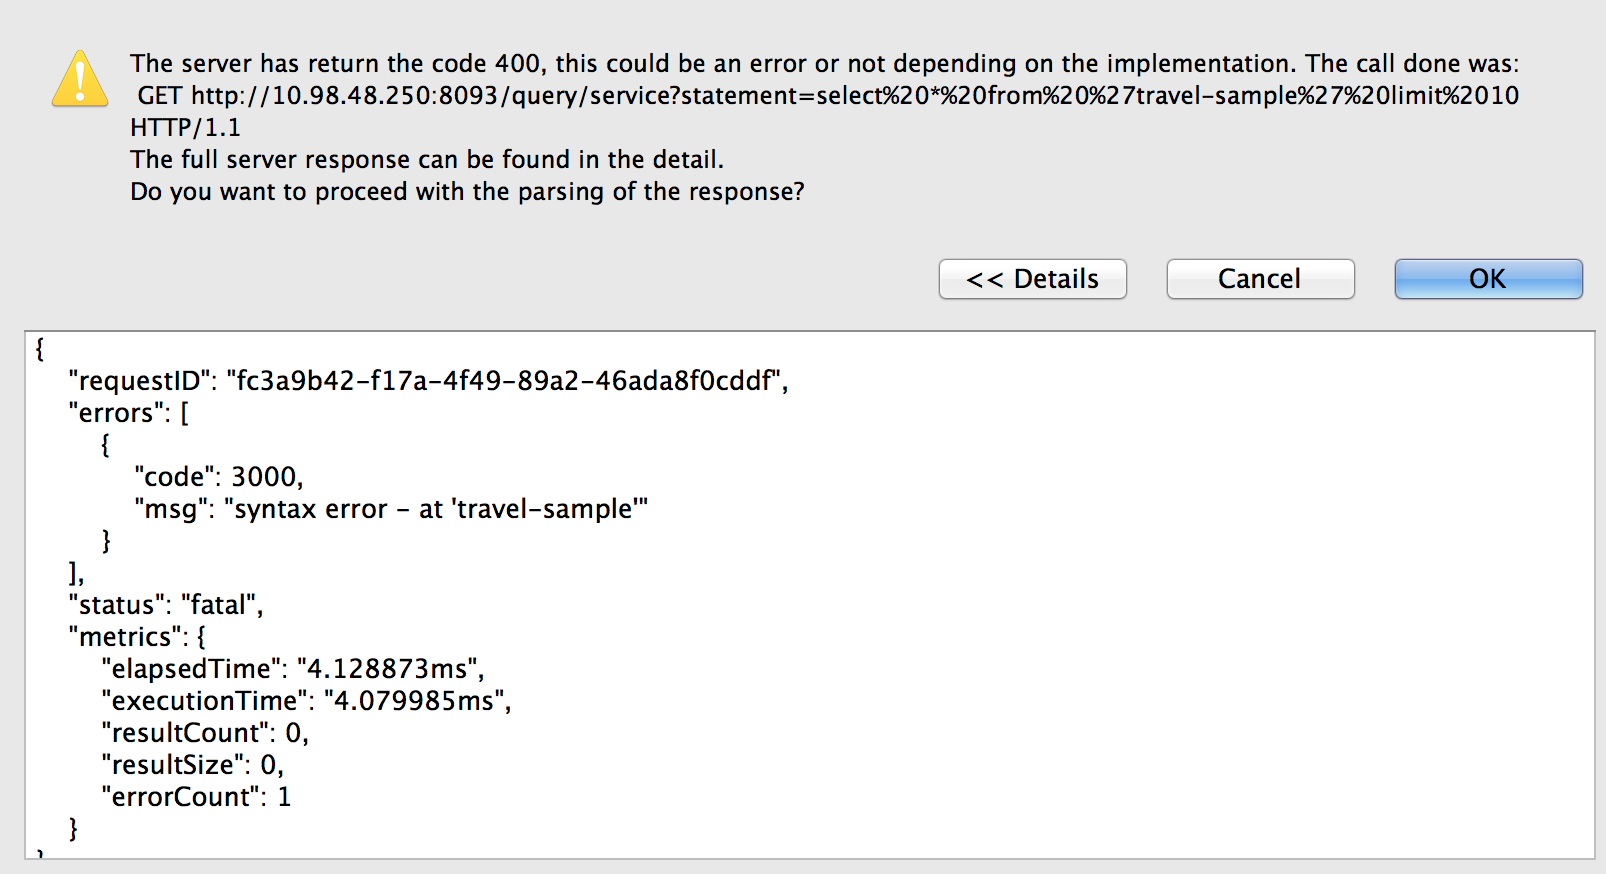 The server has return the code 400, this could be an error or not depending on the implementation. The call done was:
GET http://10.98.48.250:8093/query/service?statement=select%20*%20from%20%27travel-sample%27%20limit%2010
HTTP/1.1
The full server response can be found in the detail.
Do you want to proceed with the parsing of the response?
<< Details
Cancel
OK
{
"requestID": "fc3a9b42-f17a-4f49-89a2-46ada8f0cddf",
"errors": [
{
"code": 3000,
"msg": "syntax error - at 'travel-sample'"
}
],
"status": "fatal",
"metrics": {
"elapsedTime": "4.128873ms",
"executionTime": "4.079985ms",
"resultCount": 0,
"resultSize": 0,
"errorCount": 1
}
}